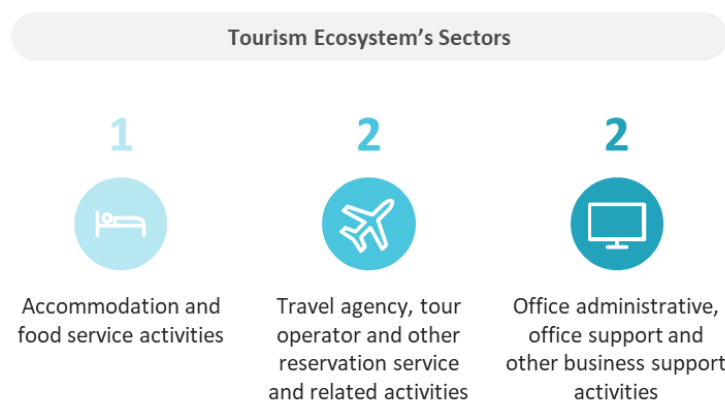 Tourism Ecosystem's Sectors
1
2
2
Accommodation and
food service activities
Travel agency, tour
operator and other
reservation service
and related activities
Office administrative,
office support and
other business support
activities